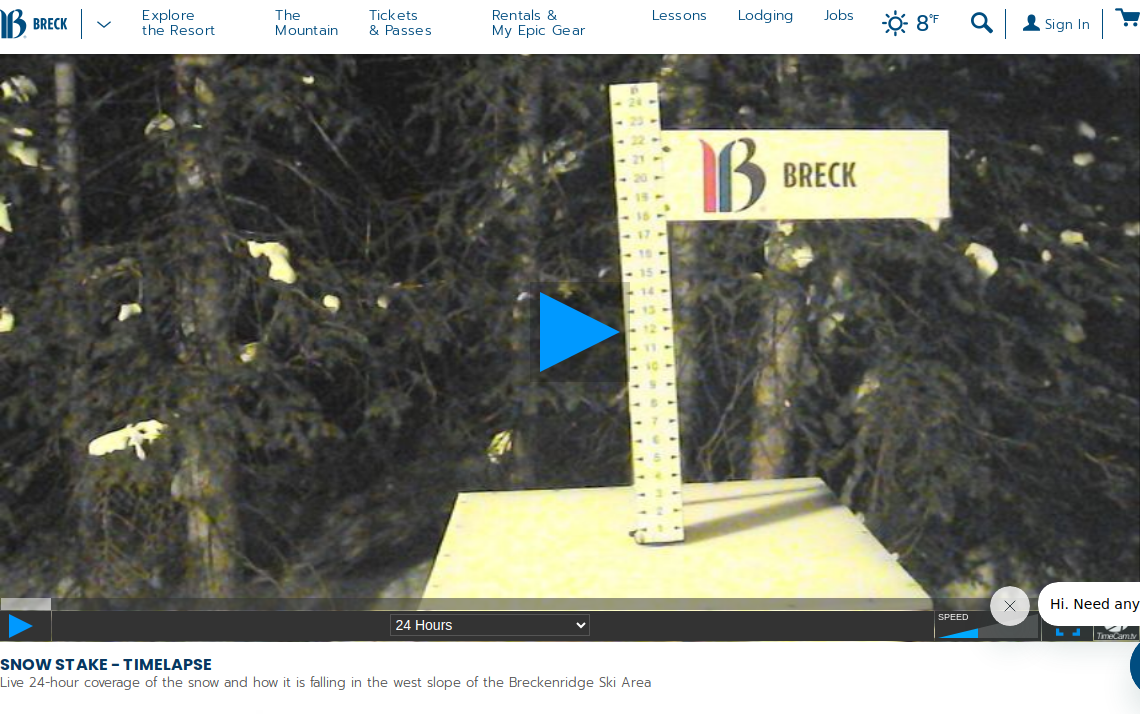 BRECK
Explore
the Resort
The
Mountain
Tickets
& Passes
Rentals &
My Epic Gear
Lessons
Lodging
Jobs
8°F
Sign In
24
23
22
21
20
19
18
17
16
15
14
13
12
11
10
9
8
7
6
5
4
3
2
1
BRECK
24 Hours
SPEED
Hi. Need any
TimeCam.tv
SNOW STAKE - TIMELAPSE
Live 24-hour coverage of the snow and how it is falling in the west slope of the Breckenridge Ski Area